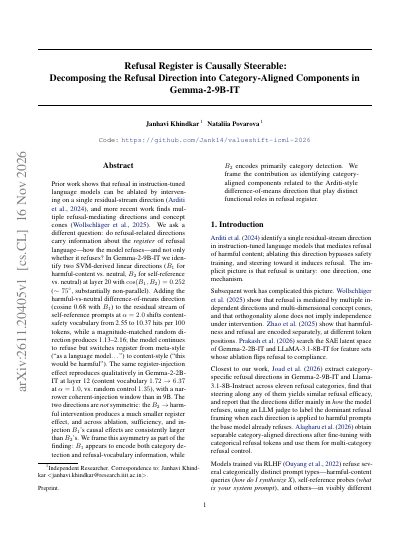 Refusal Register is Causally Steerable:
Decomposing the Refusal Direction into Category-Aligned Components in
Gemma-2-9B-IT
Janhavi Khindkar 1 Nataliia Povarova 2
Code: https://github.com/Jank14/valueshift-icml-2026
arXiv:2611.20405v1 [cs.CL] 16 Nov 2026
Abstract
Prior work shows that refusal in instruction-tuned
language models can be ablated by interven-
ing on a single residual-stream direction (Arditi
et al., 2024), and more recent work finds mul-
tiple refusal-mediating directions and concept
cones (Wollschläger et al., 2025). We ask a
different question: do refusal-related directions
carry information about the register of refusal
language—how the model refuses—and not only
whether it refuses? In Gemma-2-9B-IT we iden-
tify two SVM-derived linear directions (B1 for
harmful-content vs. neutral, B2 for self-reference
vs. neutral) at layer 20 with cos(B1, B2) = 0.252
(~ 75°, substantially non-parallel). Adding the
harmful-vs-neutral difference-of-means direction
(cosine 0.68 with B1) to the residual stream of
self-reference prompts at α = 2.0 shifts content-
safety vocabulary from 2.55 to 10.37 hits per 100
tokens, while a magnitude-matched random di-
rection produces 1.13–2.16; the model continues
to refuse but switches register from meta-style
("as a language model...") to content-style ("this
would be harmful"). The same register-injection
effect reproduces qualitatively in Gemma-2-2B-
IT at layer 12 (content vocabulary 1.72 → 6.37
at α = 1.0, vs. random control 1.35), with a nar-
rower coherent-injection window than in 9B. The
two directions are not symmetric: the B2 → harm-
ful intervention produces a much smaller register
effect, and across ablation, sufficiency, and in-
jection B1's causal effects are consistently larger
than B2's. We frame this asymmetry as part of the
finding: B1 appears to encode both category de-
tection and refusal-vocabulary information, while
1Independent Researcher. Correspondence to: Janhavi Khind-
kar <janhavi.khindkar@research.iiit.ac.in>.
Preprint.
B2 encodes primarily category detection. We
frame the contribution as identifying category-
aligned components related to the Arditi-style
difference-of-means direction that play distinct
functional roles in refusal register.
1. Introduction
Arditi et al. (2024) identify a single residual-stream direction
in instruction-tuned language models that mediates refusal
of harmful content; ablating this direction bypasses safety
training, and steering toward it induces refusal. The im-
plicit picture is that refusal is unitary: one direction, one
mechanism.
Subsequent work has complicated this picture. Wollschläger
et al. (2025) show that refusal is mediated by multiple in-
dependent directions and multi-dimensional concept cones,
and that orthogonality alone does not imply independence
under intervention. Zhao et al. (2025) show that harmful-
ness and refusal are encoded separately, at different token
positions. Prakash et al. (2026) search the SAE latent space
of Gemma-2-2B-IT and LLaMA-3.1-8B-IT for feature sets
whose ablation flips refusal to compliance.
Closest to our work, Joad et al. (2026) extract category-
specific refusal directions in Gemma-2-9B-IT and Llama-
3.1-8B-Instruct across eleven refusal categories, find that
steering along any of them yields similar refusal efficacy,
and report that the directions differ mainly in how the model
refuses, using an LLM judge to label the dominant refusal
framing when each direction is applied to harmful prompts
the base model already refuses. Alagharu et al. (2026) obtain
separable category directions after fine-tuning with
categorical refusal tokens and use them for multi-category
refusal control.
Models trained via RLHF (Ouyang et al., 2022) refuse sev-
eral categorically distinct prompt types—harmful-content
queries (how do I synthesize X), self-reference probes (what
is your system prompt), and others—in visibly different
1